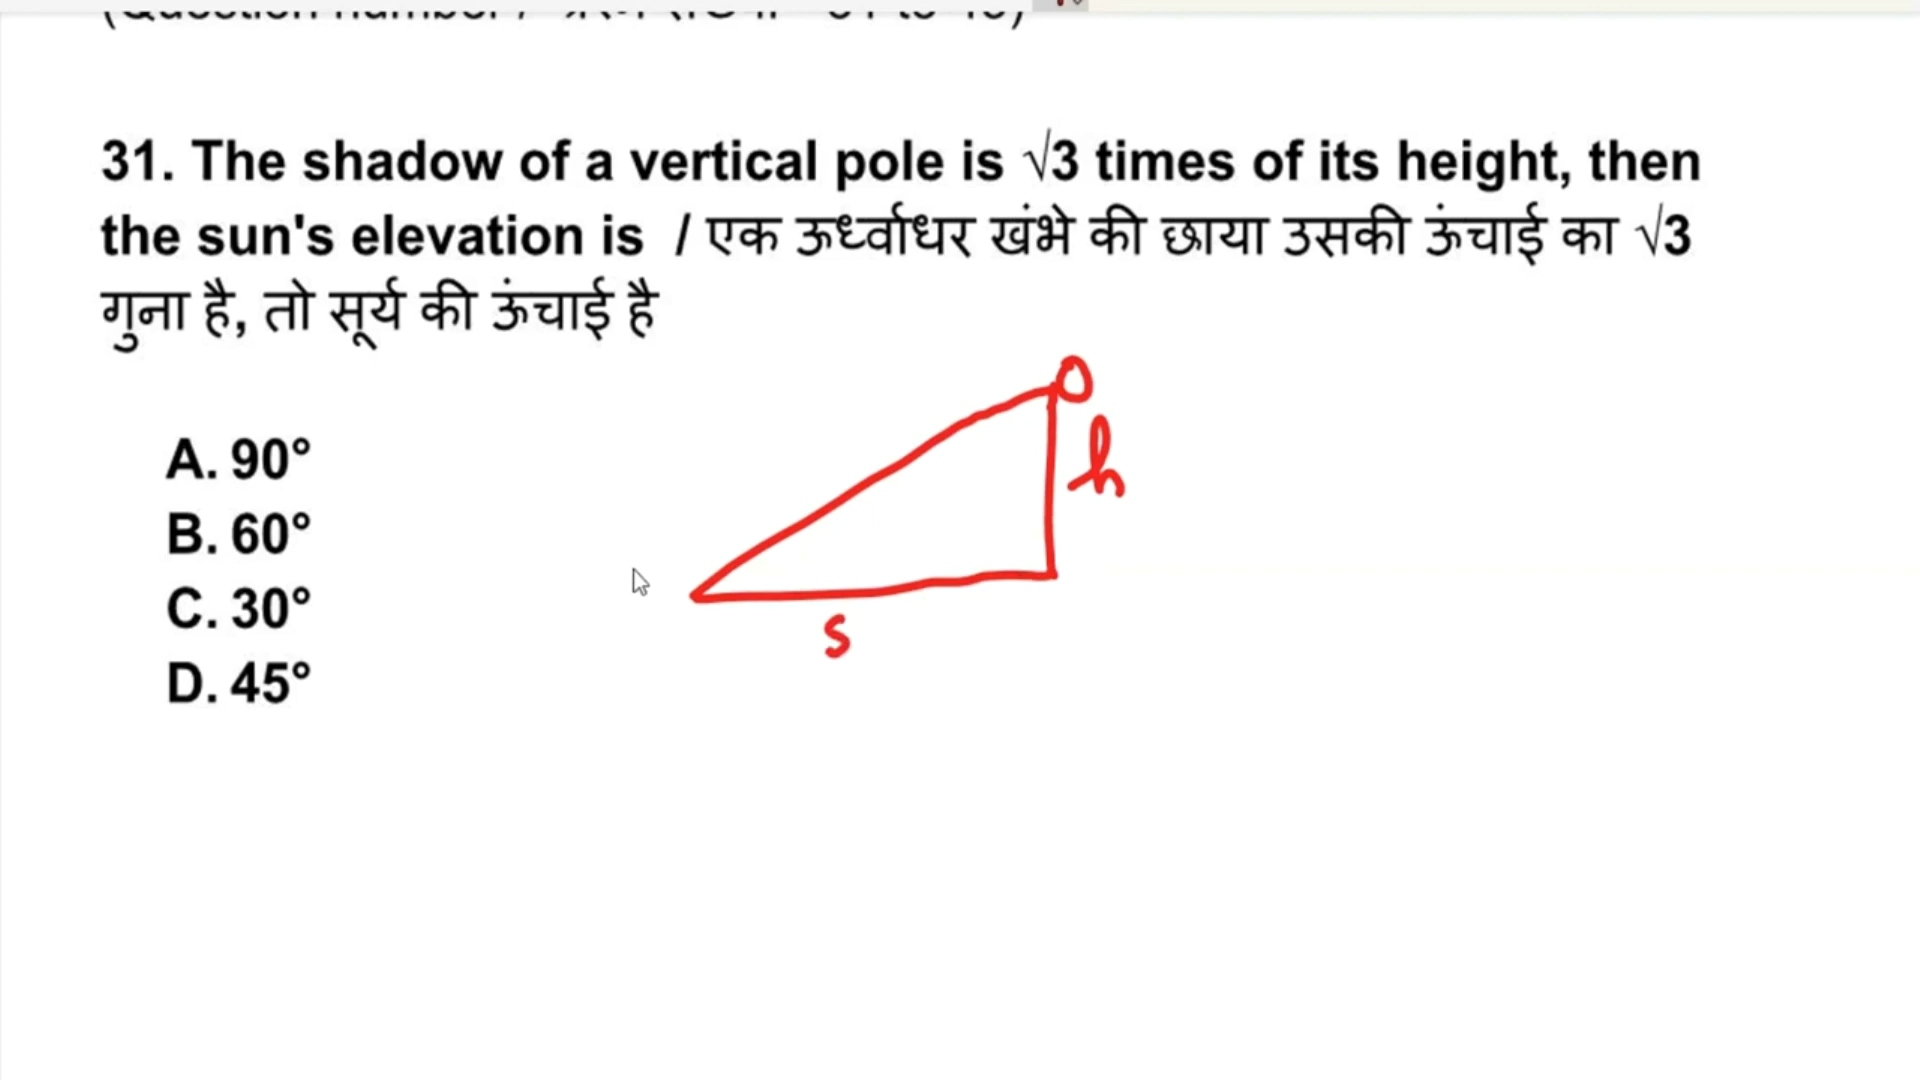 31. The shadow of a vertical pole is √3 times of its height, then
the sun's elevation is / एक ऊर्ध्वाधर खंभे की छाया उसकी ऊंचाई का √3
गुना है, तो सूर्य की ऊंचाई है
h
A. 90°
B. 60°
C. 30°
s
D. 45°